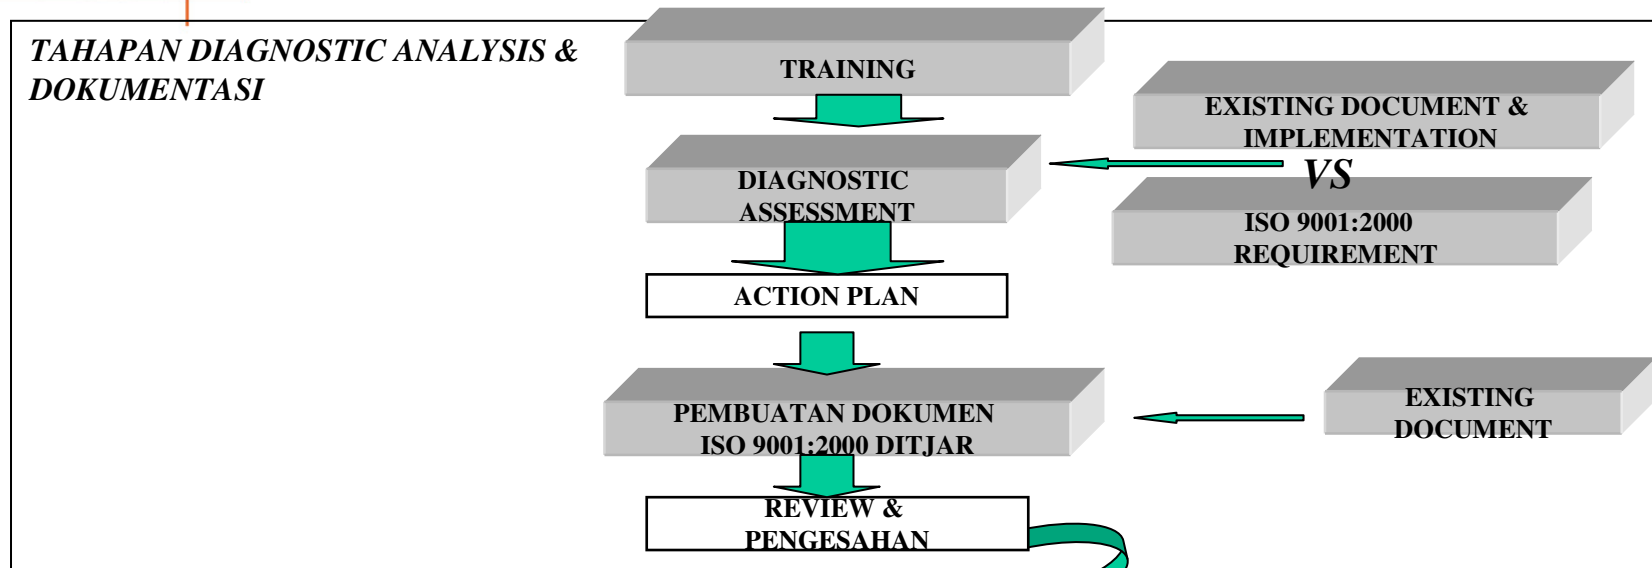 TAHAPAN DIAGNOSTIC ANALYSIS &
DOKUMENTASI
TRAINING
EXISTING DOCUMENT &
IMPLEMENTATION
VS
ISO 9001:2000
REQUIREMENT
DIAGNOSTIC
ASSESSMENT
ACTION PLAN
PEMBUATAN DOKUMEN
ISO 9001:2000 DITJAR
EXISTING
DOCUMENT
REVIEW &
PENGESAHAN